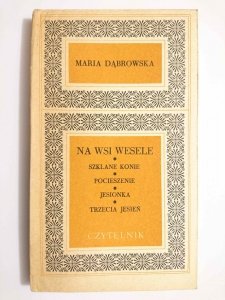 MARIA DĄBROWSKA
NA WSI WESELE
SZKLANE KONIE
POCIESZENIE
JESIONKA
TRZECIA JESIEŃ
CZYTELNIK